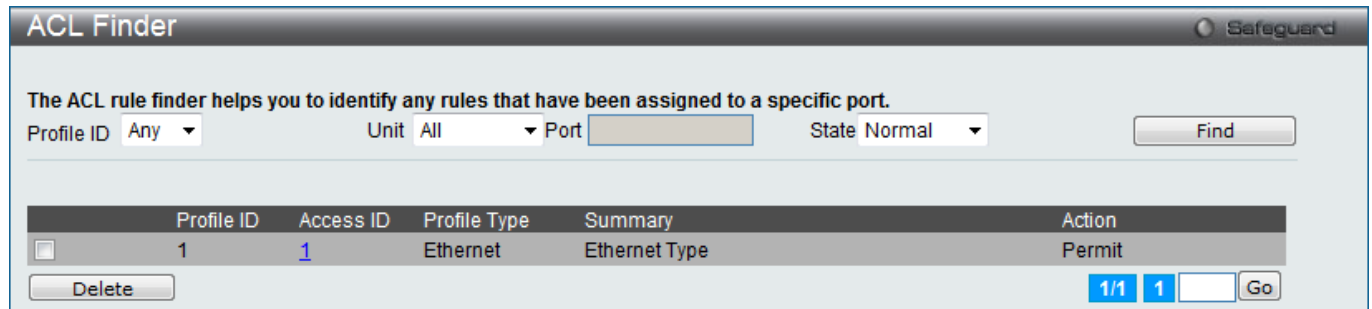 ACL Finder
Safeguard
The ACL rule finder helps you to identify any rules that have been assigned to a specific port.
Profile ID Any Unit All Port State Normal Find
Profile ID Access ID Profile Type Summary Action
1 1 Ethernet Ethernet Type Permit
Delete 1/1 1 Go